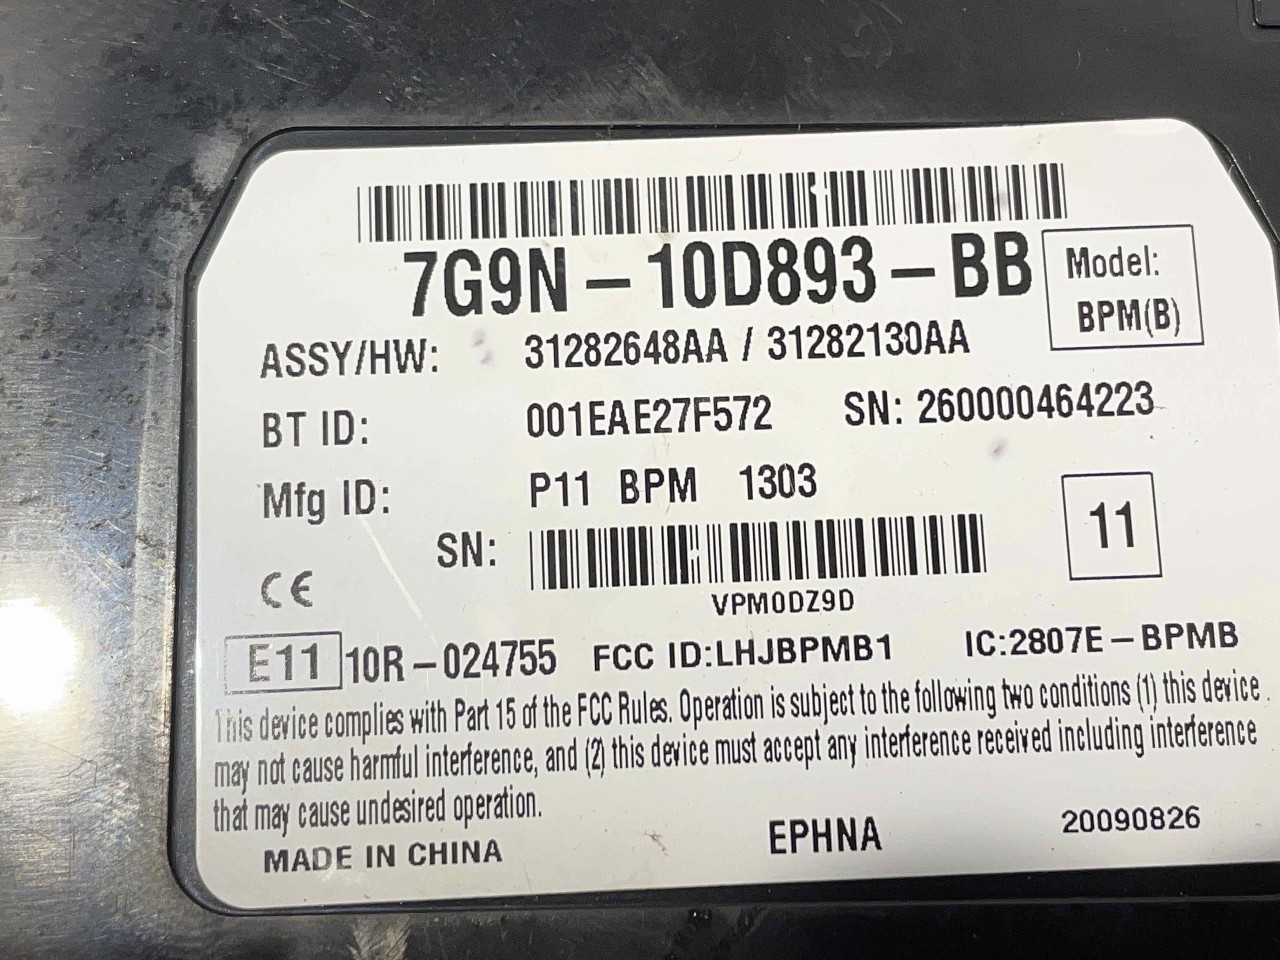 7G9N-10D893-BB
Model:
BPM(B)
ASSY/HW: 31282648AA / 31282130AA
BT ID: 001EAE27F572 SN: 260000464223
Mfg ID: P11 BPM 1303
11
SN:
VPM0DZ9D
CE
E11 10R-024755 FCC ID:LHJBPMB1 IC:2807E-BPMB
This device complies with Part 15 of the FCC Rules. Operation is subject to the following two conditions (1) this device
may not cause harmful interference, and (2) this device must accept any interference received including interference
that may cause undesired operation.
MADE IN CHINA EPHNA 20090826